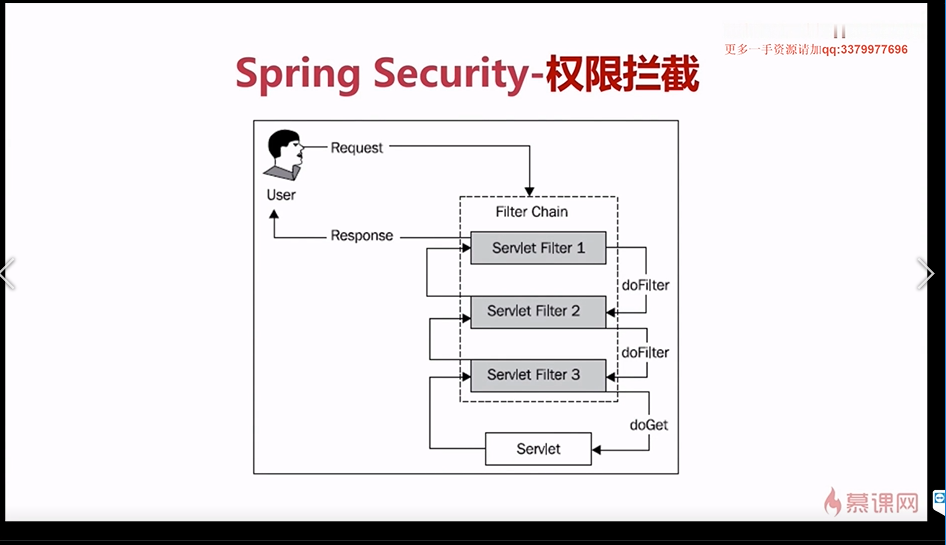 更多一手资源请加qq:3379977696
Spring Security-权限拦截
Request
User
Filter Chain
Response
Servlet Filter 1
doFilter
Servlet Filter 2
doFilter
Servlet Filter 3
doGet
Servlet
慕课网